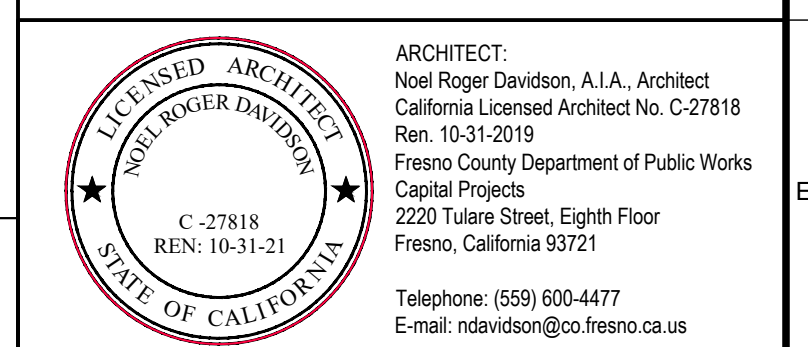 LICENSED ARCHITECT
NOEL ROGER DAVIDSON
C -27818
REN: 10-31-21
STATE OF CALIFORNIA
ARCHITECT:
Noel Roger Davidson, A.I.A., Architect
California Licensed Architect No. C-27818
Ren. 10-31-2019
Fresno County Department of Public Works
Capital Projects
2220 Tulare Street, Eighth Floor
Fresno, California 93721
Telephone: (559) 600-4477
E-mail: ndavidson@co.fresno.ca.us
E